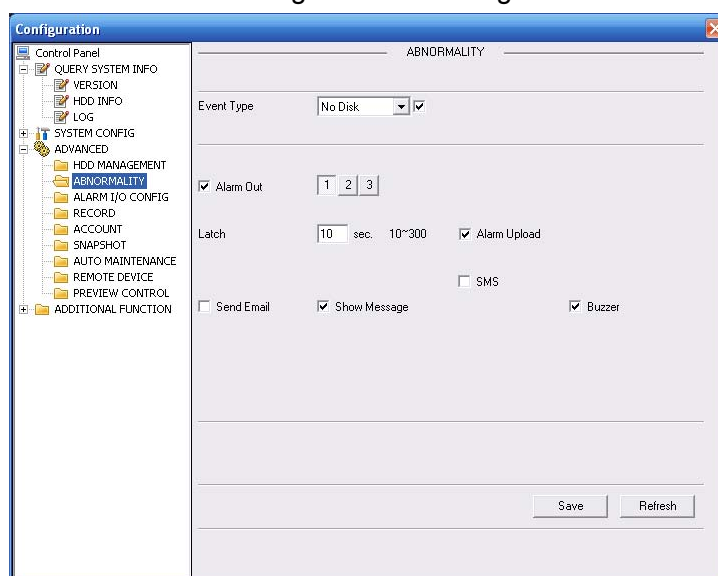 Configuration
Control Panel
QUERY SYSTEM INFO
VERSION
HDD INFO
LOG
SYSTEM CONFIG
ADVANCED
HDD MANAGEMENT
ABNORMALITY
ALARM I/O CONFIG
RECORD
ACCOUNT
SNAPSHOT
AUTO MAINTENANCE
REMOTE DEVICE
PREVIEW CONTROL
ADDITIONAL FUNCTION
ABNORMALITY
Event Type No Disk
Alarm Out 1 2 3
Latch 10 sec. 10~300 Alarm Upload
SMS
Send Email Show Message Buzzer
Save Refresh